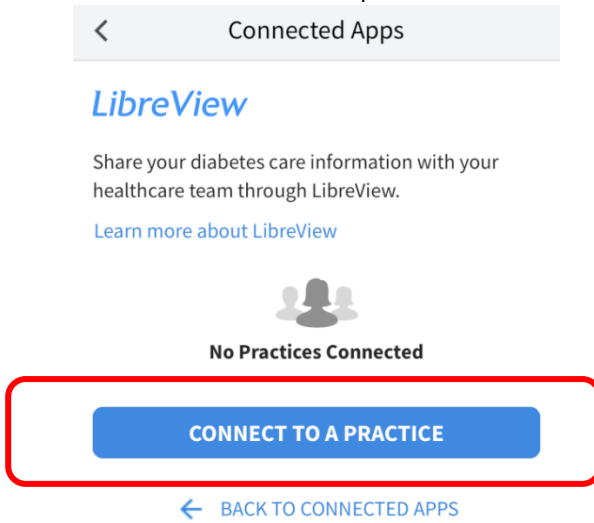 Connected Apps
LibreView
Share your diabetes care information with your
healthcare team through LibreView.
Learn more about LibreView
No Practices Connected
CONNECT TO A PRACTICE
BACK TO CONNECTED APPS